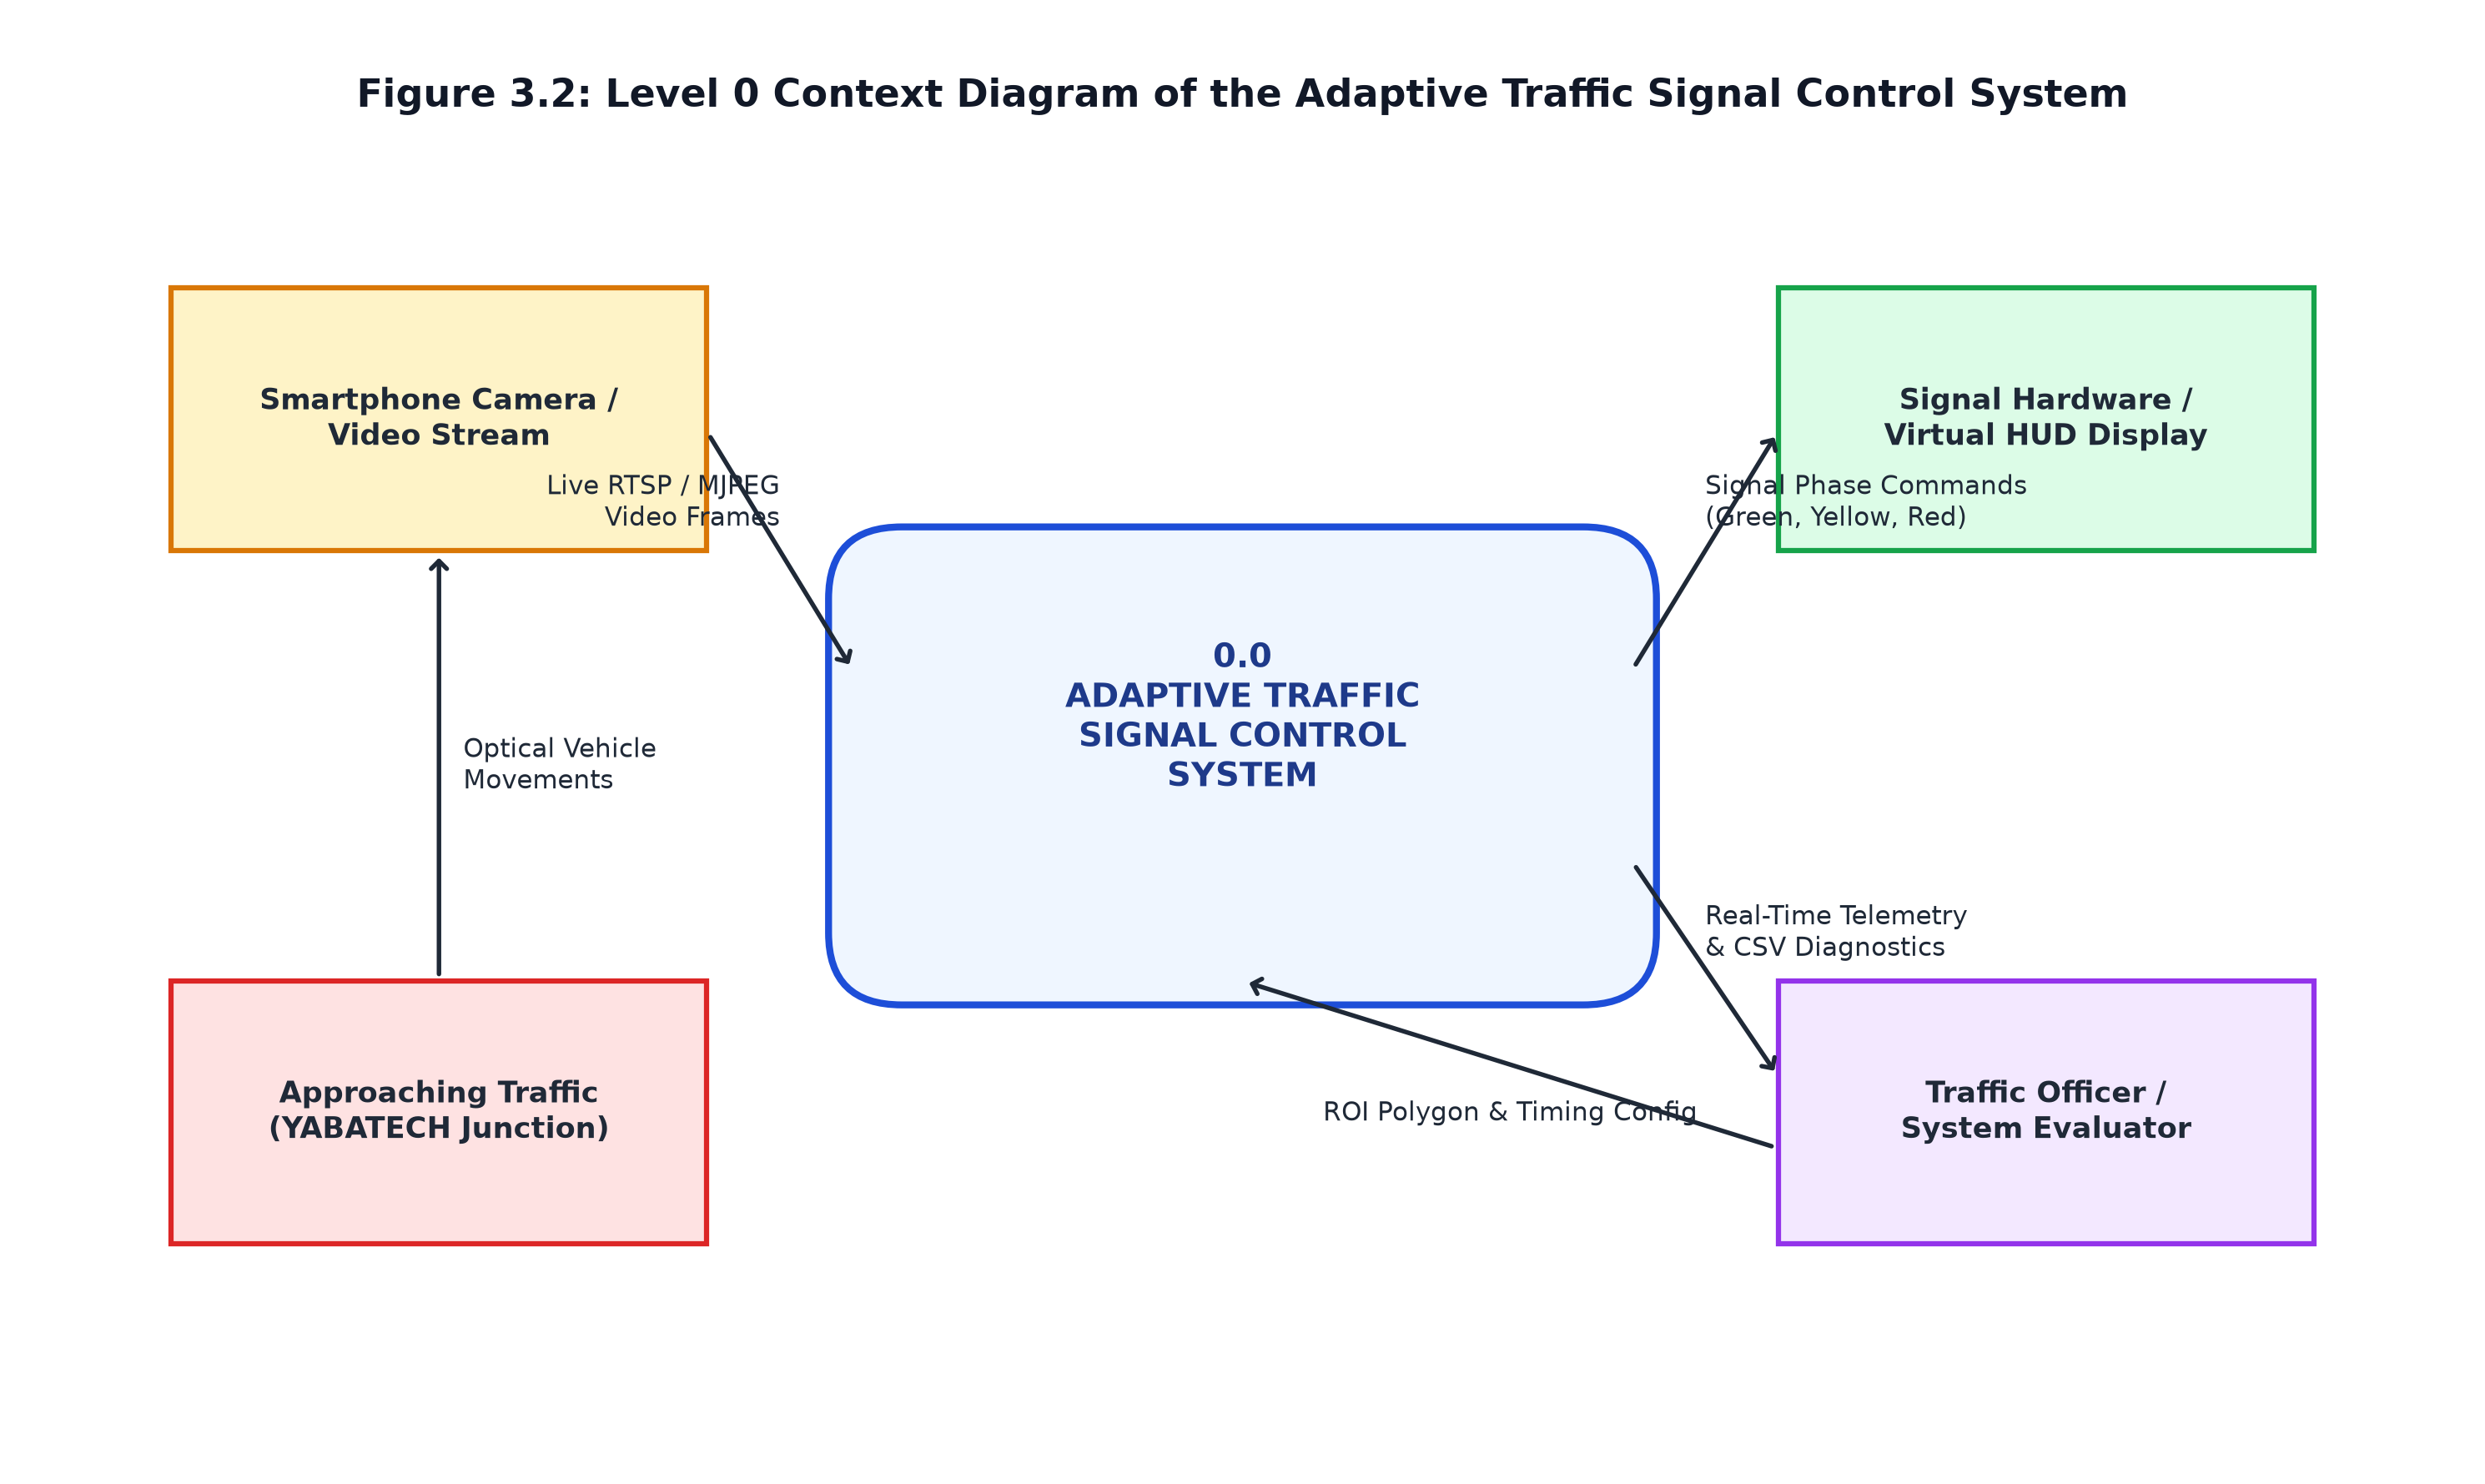 Figure 3.2: Level 0 Context Diagram of the Adaptive Traffic Signal Control System
Smartphone Camera /
Video Stream
Signal Hardware /
Virtual HUD Display
Live RTSP / MJPEG
Video Frames
Signal Phase Commands
(Green, Yellow, Red)
0.0
ADAPTIVE TRAFFIC
SIGNAL CONTROL
SYSTEM
Optical Vehicle
Movements
Real-Time Telemetry
& CSV Diagnostics
Approaching Traffic
(YABATECH Junction)
ROI Polygon & Timing Config
Traffic Officer /
System Evaluator